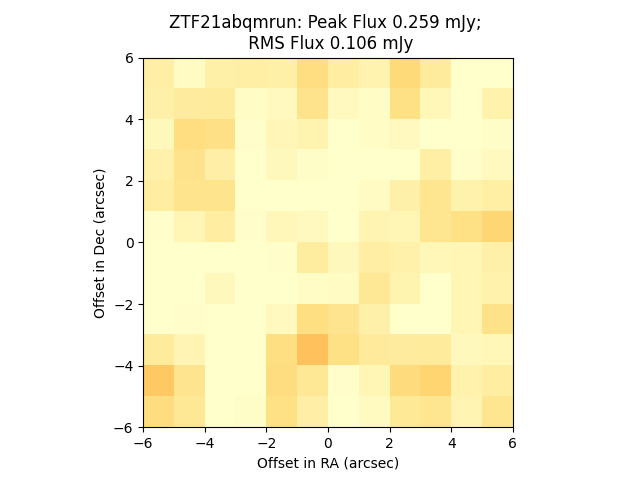 ZTF21abqmrun: Peak Flux 0.259 mJy;
RMS Flux 0.106 mJy
6
4
2
0
−2
−4
−6
Offset in Dec (arcsec)
−6 −4 −2 0 2 4 6
Offset in RA (arcsec)